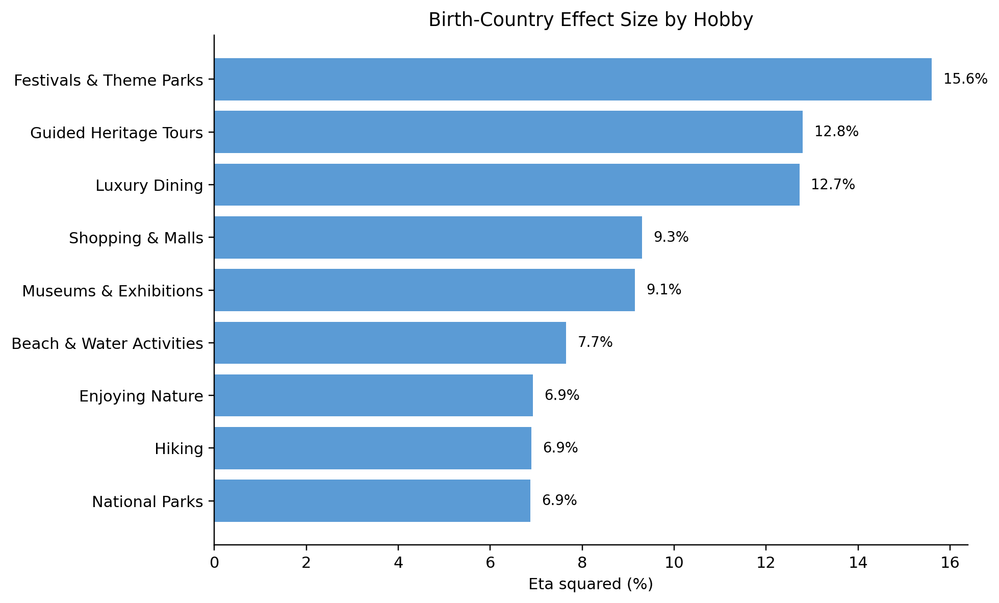 Birth-Country Effect Size by Hobby
Festivals & Theme Parks 15.6%
Guided Heritage Tours 12.8%
Luxury Dining 12.7%
Shopping & Malls 9.3%
Museums & Exhibitions 9.1%
Beach & Water Activities 7.7%
Enjoying Nature 6.9%
Hiking 6.9%
National Parks 6.9%
0 2 4 6 8 10 12 14 16
Eta squared (%)